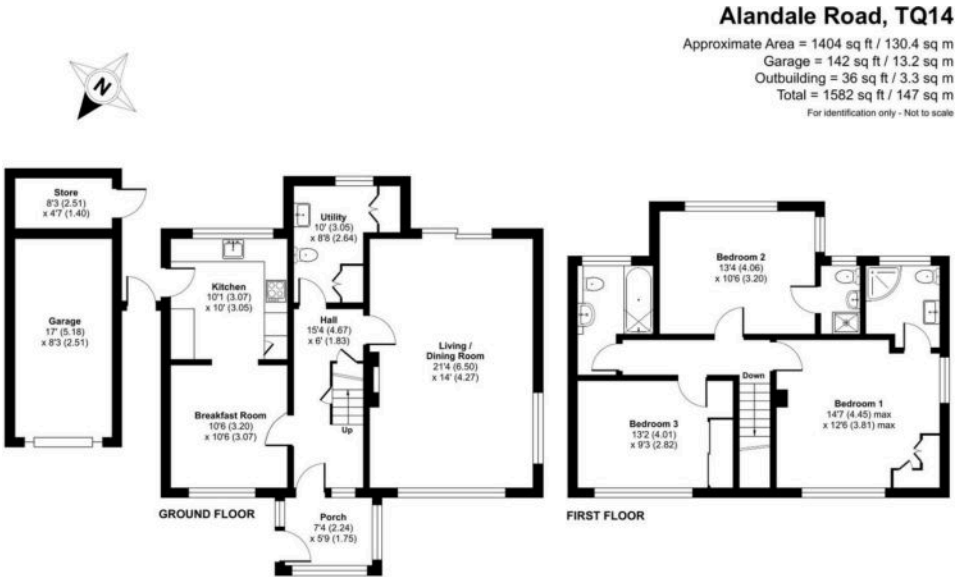 Alandale Road, TQ14
Approximate Area = 1404 sq ft / 130.4 sq m
Garage = 142 sq ft / 13.2 sq m
Outbuilding = 36 sq ft / 3.3 sq m
Total = 1582 sq ft / 147 sq m
For identification only - Not to scale
N
Store
8'3 (2.51)
x 4'7 (1.40)
Garage
17' (5.18)
x 8'3 (2.51)
Kitchen
10'1 (3.07)
x 10' (3.05)
Breakfast Room
10'6 (3.20)
x 10'6 (3.07)
Utility
10' (3.05)
x 8'8 (2.64)
Hall
15'4 (4.67)
x 6' (1.83)
Up
Living /
Dining Room
21'4 (6.50)
x 14' (4.27)
Porch
7'4 (2.24)
x 5'9 (1.75)
GROUND FLOOR
Bedroom 2
13'4 (4.06)
x 10'6 (3.20)
Down
Bedroom 1
14'7 (4.45) max
x 12'6 (3.81) max
Bedroom 3
13'2 (4.01)
x 9'3 (2.82)
FIRST FLOOR